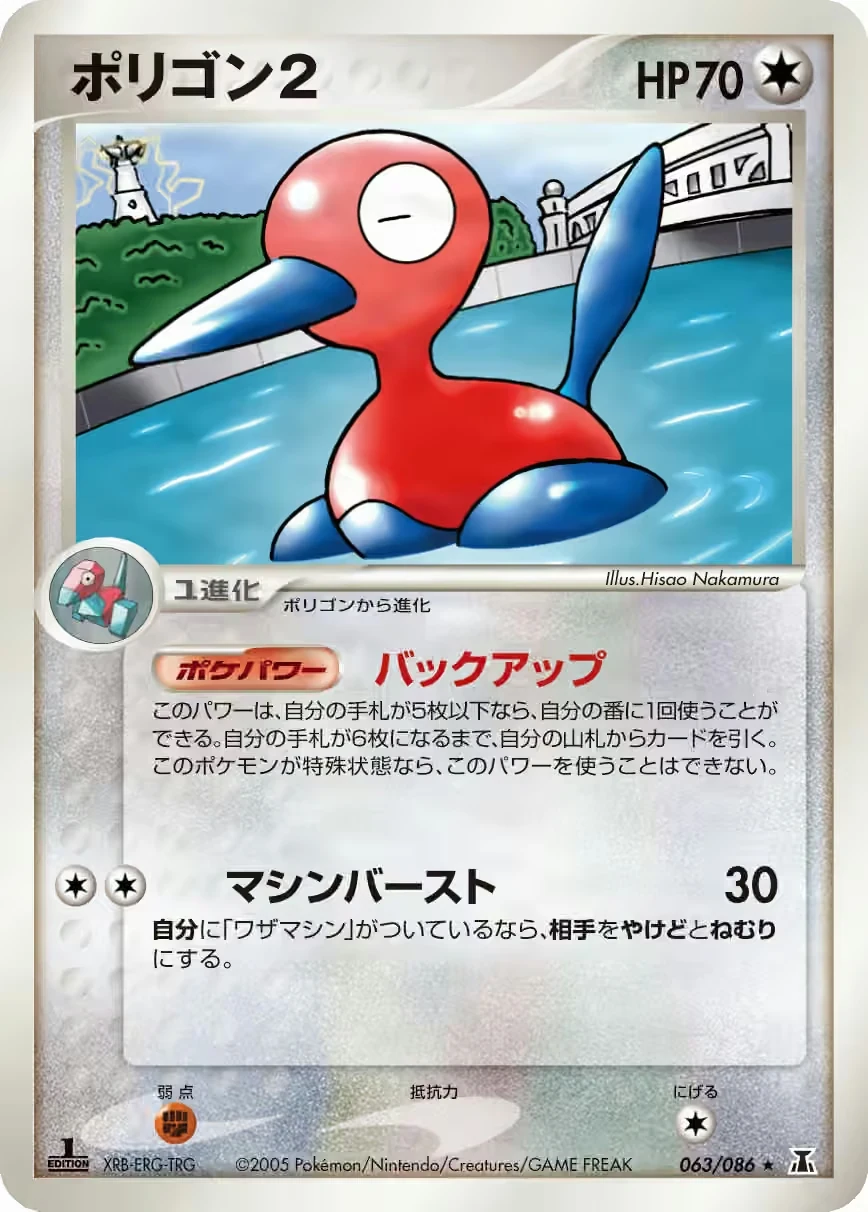 ポリゴン2
HP70
Illus.Hisao Nakamura
1進化
ポリゴンから進化
ポケパワー バックアップ
このパワーは、自分の手札が5枚以下なら、自分の番に1回使うことが
できる。自分の手札が6枚になるまで、自分の山札からカードを引く。
このポケモンが特殊状態なら、このパワーを使うことはできない。
マシンバースト 30
自分に「ワザマシン」がついているなら、相手をやけどとねむり
にする。
弱点 抵抗力 にげる
1 EDITION XRB-ERG-TRG ©2005 Pokémon/Nintendo/Creatures/GAME FREAK 063/086 ★